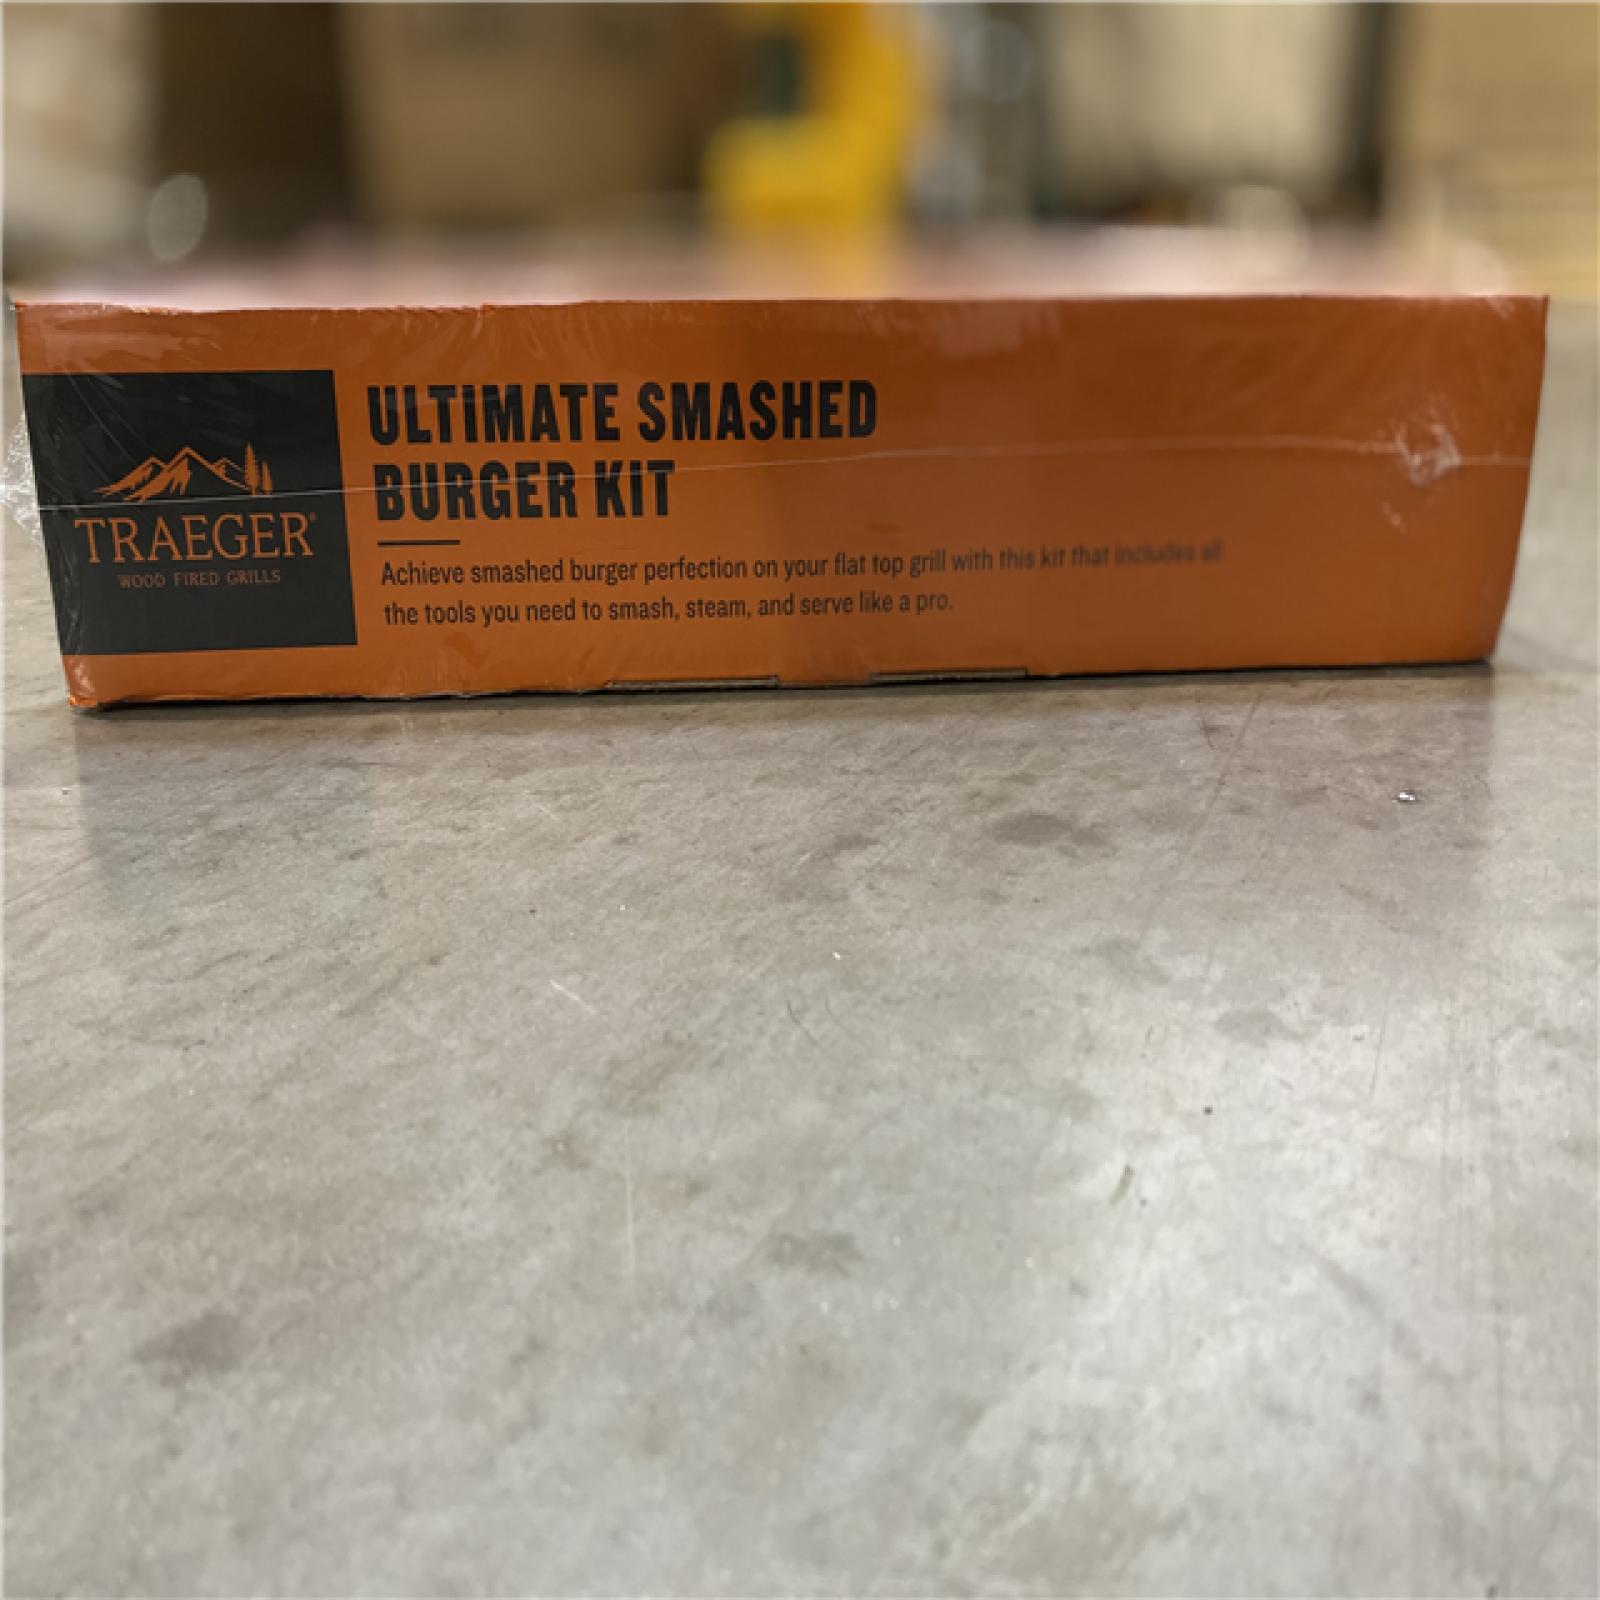 TRAEGER®
WOOD FIRED GRILLS
ULTIMATE SMASHED
BURGER KIT
Achieve smashed burger perfection on your flat top grill with this kit that includes all
the tools you need to smash, steam, and serve like a pro.